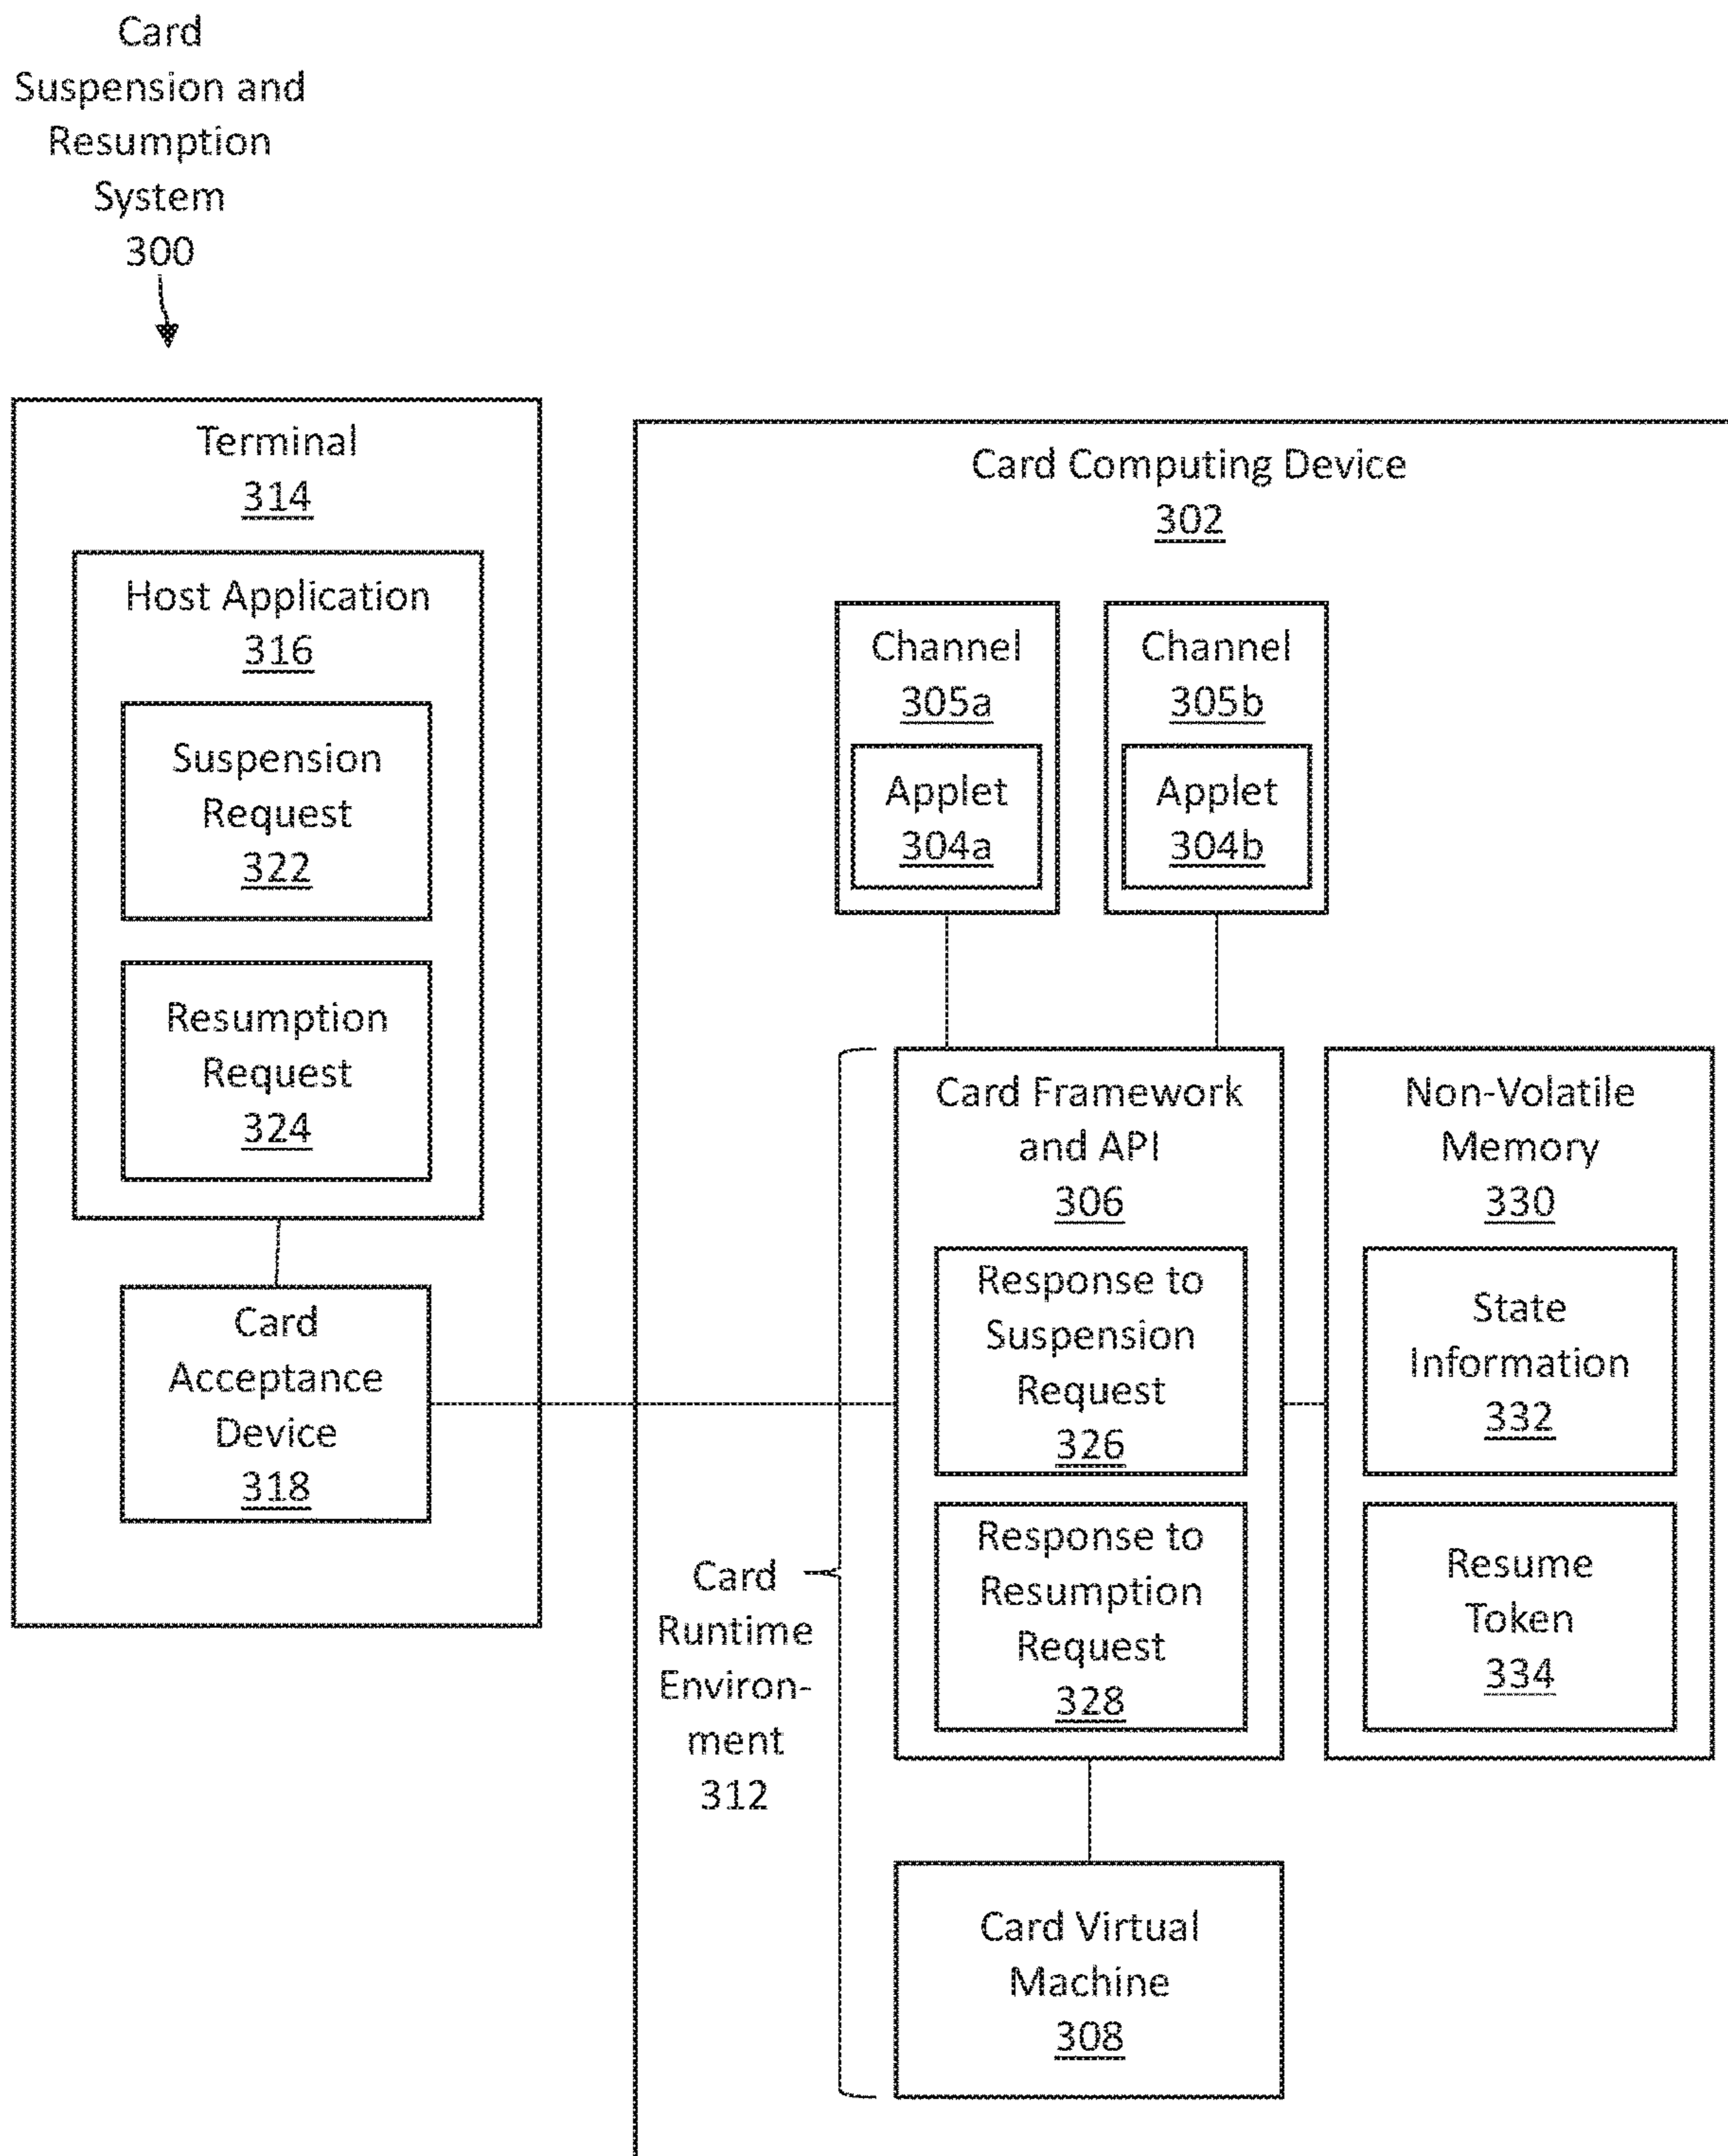 Card
Suspension and
Resumption
System
300
Terminal
314
Host Application
316
Suspension
Request
322
Resumption
Request
324
Card
Acceptance
Device
318
Card Computing Device
302
Channel
305a
Applet
304a
Channel
305b
Applet
304b
Card
Runtime
Environ-
ment
312
Card Framework
and API
306
Response to
Suspension
Request
326
Response to
Resumption
Request
328
Non-Volatile
Memory
330
State
Information
332
Resume
Token
334
Card Virtual
Machine
308